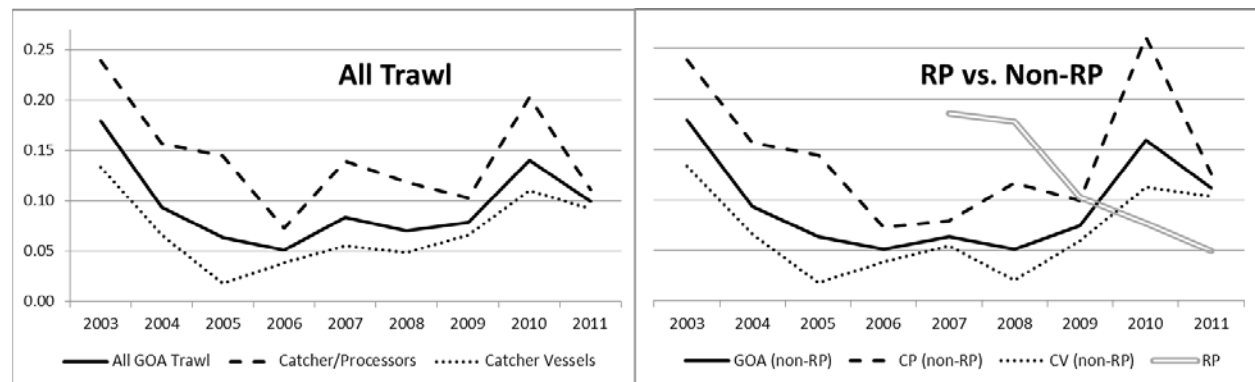 All Trawl
0.25
0.20
0.15
0.10
0.05
0.00
2003 2004 2005 2006 2007 2008 2009 2010 2011
All GOA Trawl Catcher/Processors Catcher Vessels
RP vs. Non-RP
2003 2004 2005 2006 2007 2008 2009 2010 2011
GOA (non-RP) CP (non-RP) CV (non-RP) RP